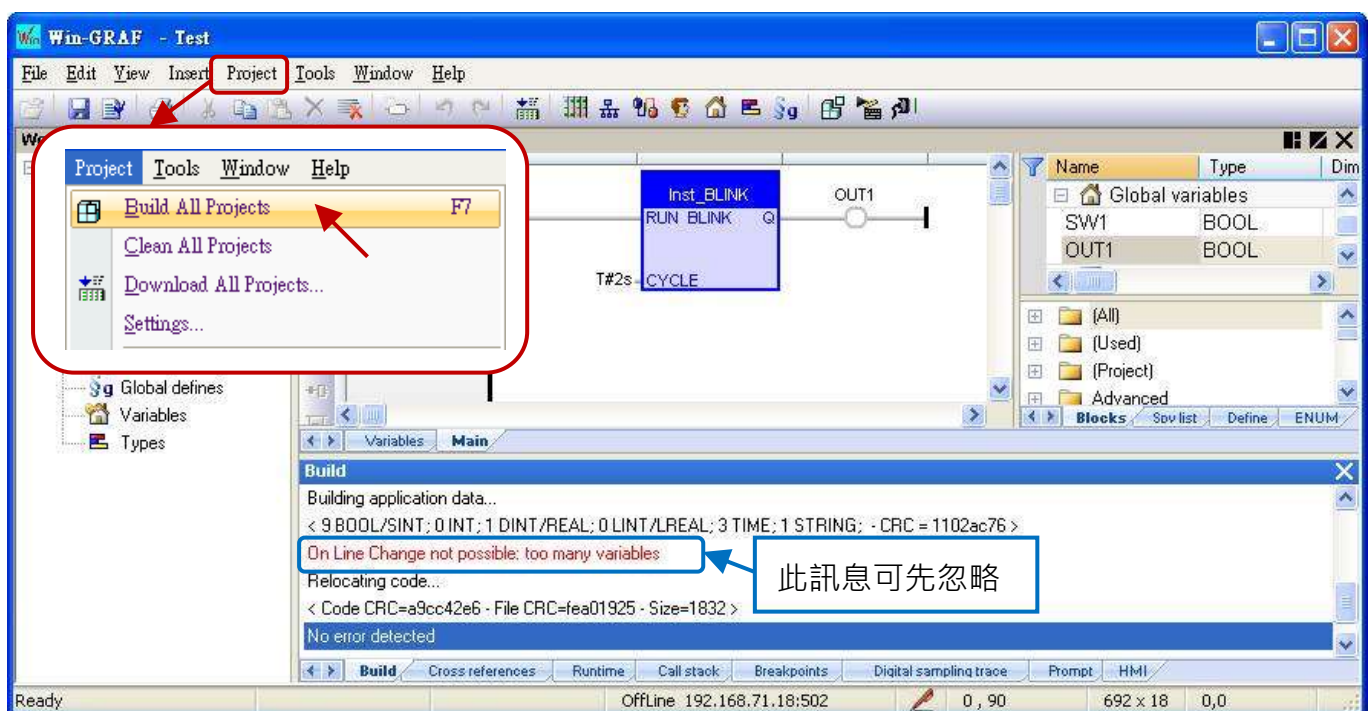 Win-GRAF - Test
File Edit View Insert Project Tools Window Help
Project Tools Window Help
Build All Projects F7
Clean All Projects
Download All Projects...
Settings...
Inst_BLINK
RUN BLINK Q
OUT1
T#2s
CYCLE
Name Type Dim
Global variables
SW1 BOOL
OUT1 BOOL
(All)
(Used)
(Project)
Advanced
Blocks Spy list Define ENUM
Global defines
Variables
Types
Variables Main
Build
Building application data...
< 9 BOOL/SINT; 0 INT; 1 DINT/REAL; 0 LINT/LREAL; 3 TIME; 1 STRING; - CRC = 1102ac76 >
On Line Change not possible: too many variables
此訊息可先忽略
Relocating code...
< Code CRC=a9cc42e6 - File CRC=fea01925 - Size=1832 >
No error detected
Build Cross references Runtime Call stack Breakpoints Digital sampling trace Prompt HMI
Ready OffLine 192.168.71.18:502 0 , 90 692 x 18 0,0